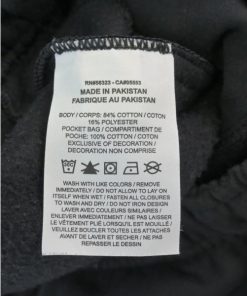 RN#56323 - CA#05553
MADE IN PAKISTAN
FABRIQUE AU PAKISTAN
BODY / CORPS: 84% COTTON / COTON
16% POLYESTER
POCKET BAG / COMPARTIMENT DE
POCHE: 100% COTTON / COTON
EXCLUSIVE OF DECORATION /
DECORATION NON COMPRISE
WASH WITH LIKE COLORS / REMOVE
IMMEDIATELY / DO NOT ALLOW TO LAY ON
ITSELF WHEN WET / FASTEN ALL CLOSURES
TO WASH AND DRY / DO NOT IRON DESIGN
LAVER AVEC COULEURS SIMILAIRES /
ENLEVER IMMÉDIATEMENT / NE PAS LAISSER
LE VÊTEMENT EN CONTACT S'IL EST MOUILLÉ /
VEUILLEZ BOUCLER TOUTES LES ATTACHES
AVANT DE LAVER ET SECHER / NE PAS
REPASSER LE DESSIN